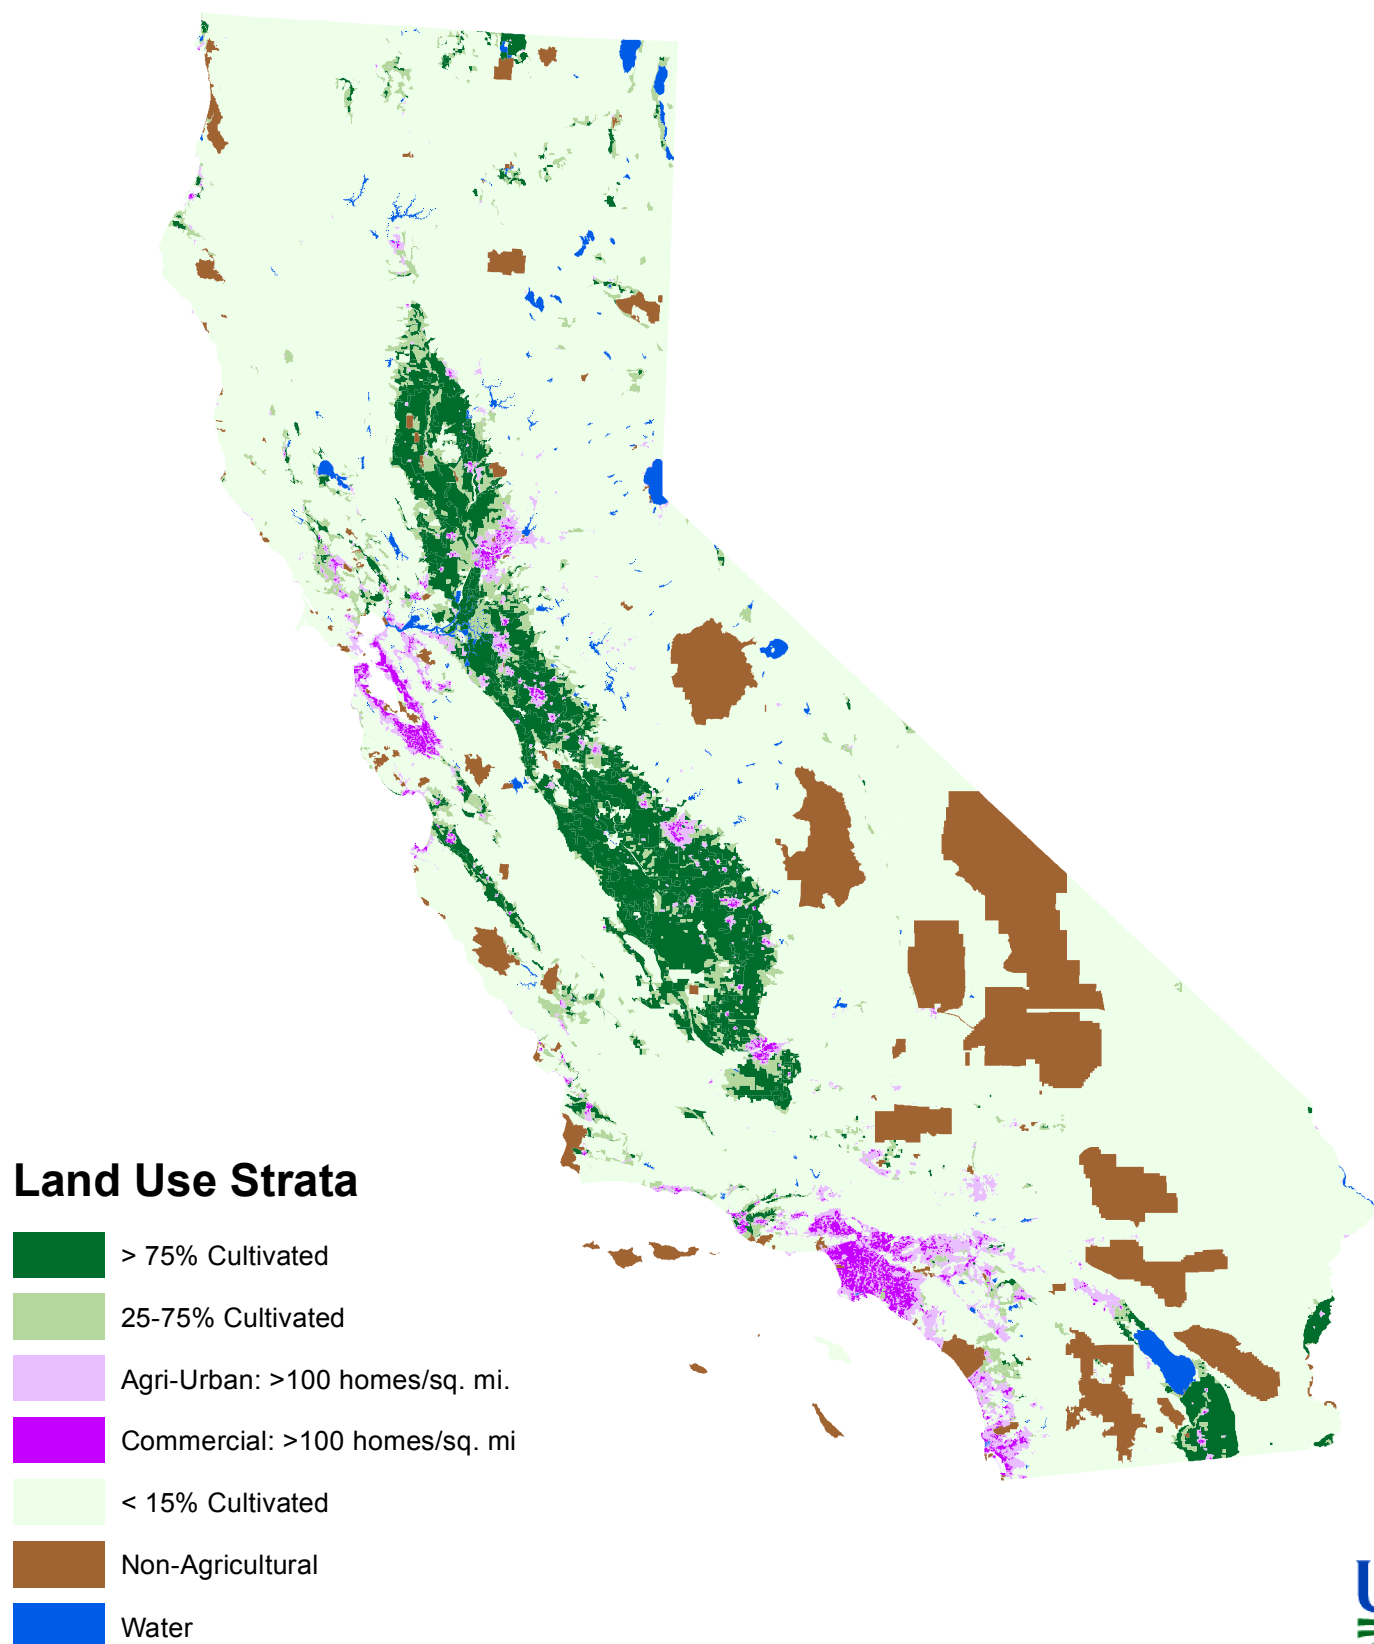 Land Use Strata
> 75% Cultivated
25-75% Cultivated
Agri-Urban: >100 homes/sq. mi.
Commercial: >100 homes/sq. mi
< 15% Cultivated
Non-Agricultural
Water